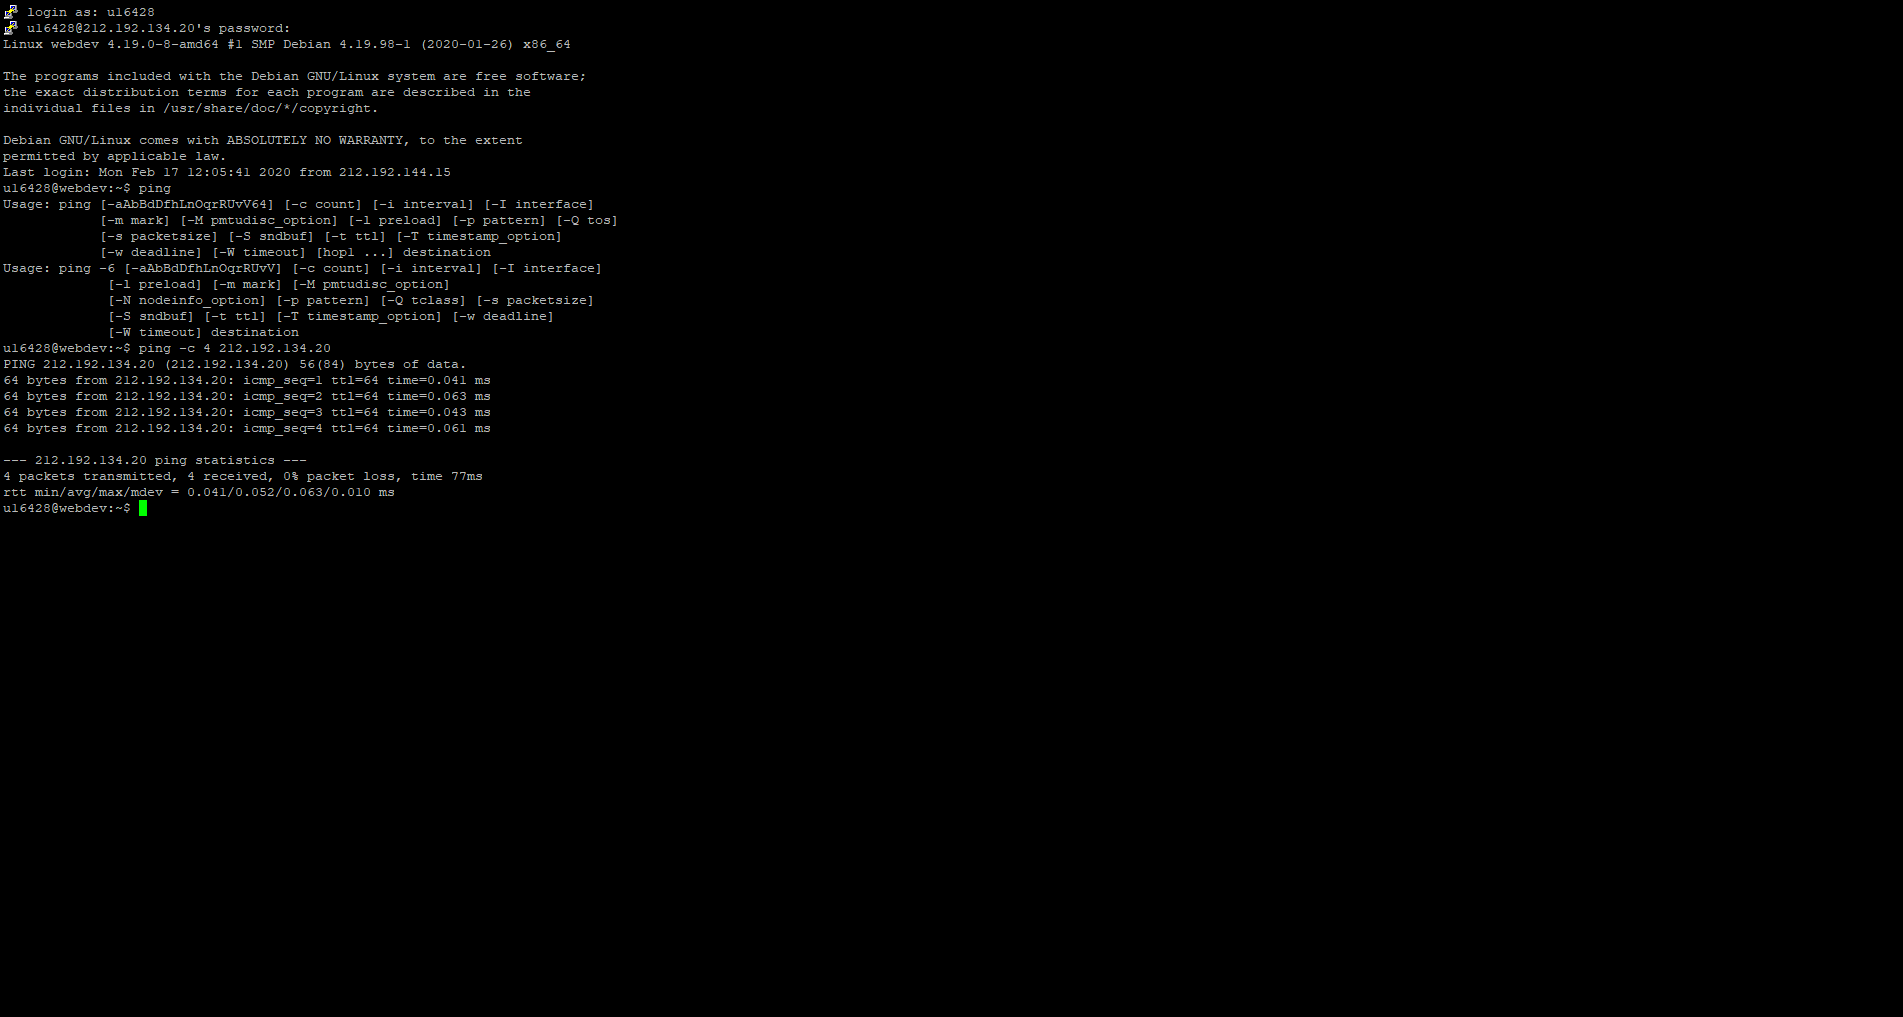 login as: u16428
u16428@212.192.134.20's password:
Linux webdev 4.19.0-8-amd64 #1 SMP Debian 4.19.98-1 (2020-01-26) x86_64

The programs included with the Debian GNU/Linux system are free software;
the exact distribution terms for each program are described in the
individual files in /usr/share/doc/*/copyright.

Debian GNU/Linux comes with ABSOLUTELY NO WARRANTY, to the extent
permitted by applicable law.
Last login: Mon Feb 17 12:05:41 2020 from 212.192.144.15
u16428@webdev:~$ ping
Usage: ping [-aAbBdDfhLnOqrRUvV64] [-c count] [-i interval] [-I interface]
            [-m mark] [-M pmtudisc_option] [-l preload] [-p pattern] [-Q tos]
            [-s packetsize] [-S sndbuf] [-t ttl] [-T timestamp_option]
            [-w deadline] [-W timeout] [hop1 ...] destination
Usage: ping -6 [-aAbBdDfhLnOqrRUvV] [-c count] [-i interval] [-I interface]
             [-l preload] [-m mark] [-M pmtudisc_option]
             [-N nodeinfo_option] [-p pattern] [-Q tclass] [-s packetsize]
             [-S sndbuf] [-t ttl] [-T timestamp_option] [-w deadline]
             [-W timeout] destination
u16428@webdev:~$ ping -c 4 212.192.134.20
PING 212.192.134.20 (212.192.134.20) 56(84) bytes of data.
64 bytes from 212.192.134.20: icmp_seq=1 ttl=64 time=0.041 ms
64 bytes from 212.192.134.20: icmp_seq=2 ttl=64 time=0.063 ms
64 bytes from 212.192.134.20: icmp_seq=3 ttl=64 time=0.043 ms
64 bytes from 212.192.134.20: icmp_seq=4 ttl=64 time=0.061 ms

--- 212.192.134.20 ping statistics ---
4 packets transmitted, 4 received, 0% packet loss, time 77ms
rtt min/avg/max/mdev = 0.041/0.052/0.063/0.010 ms
u16428@webdev:~$